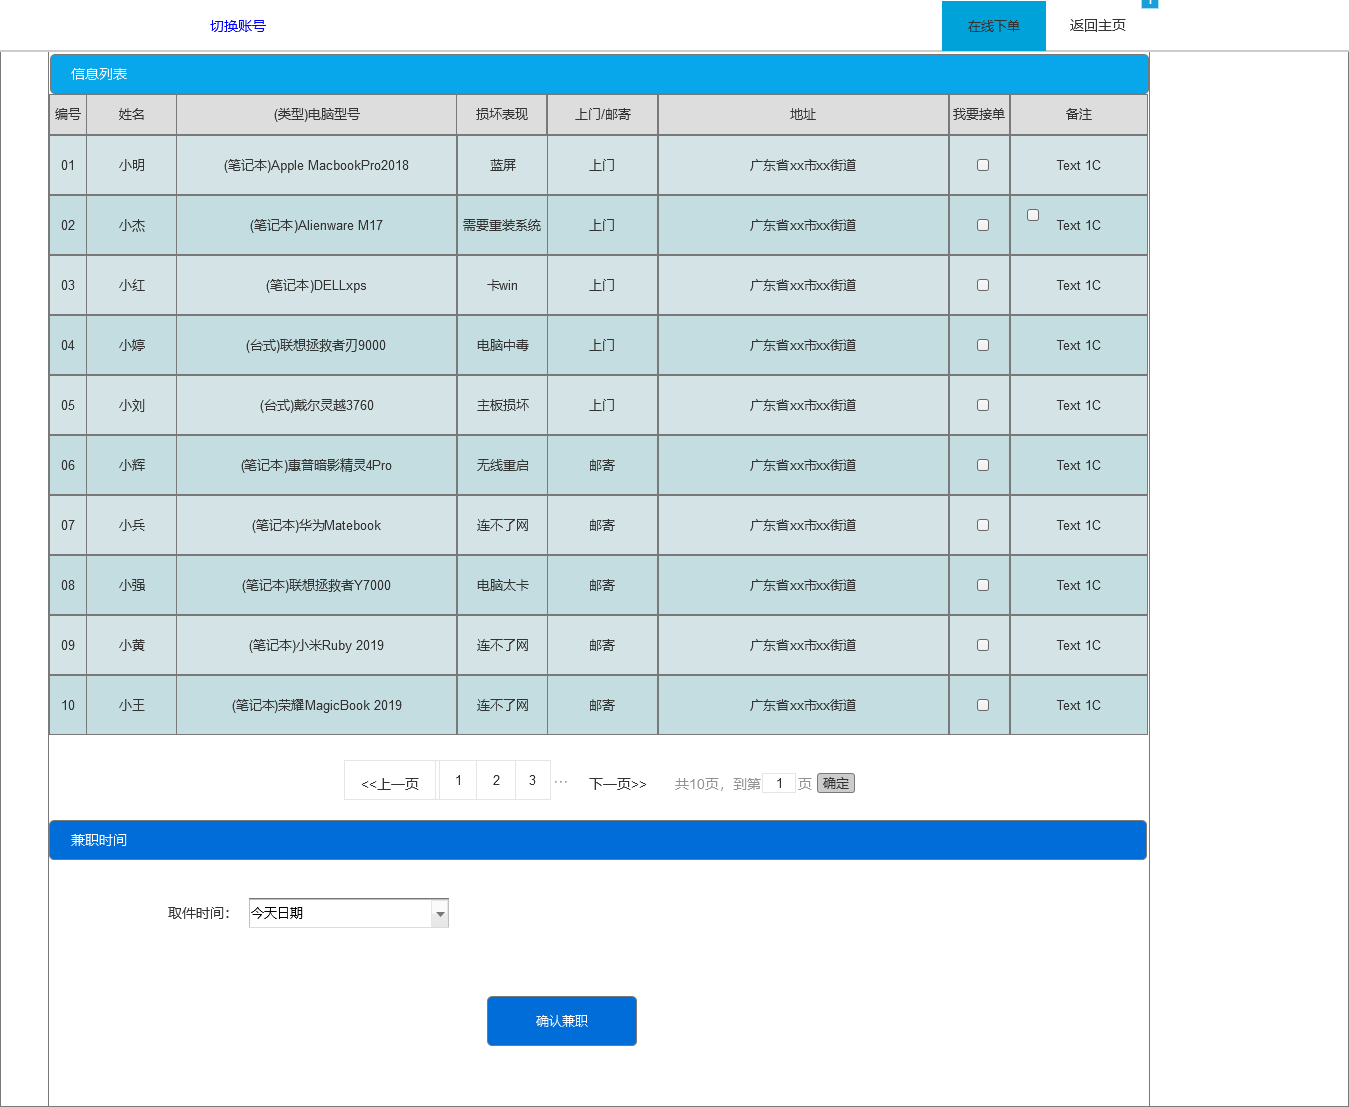 切换账号 在线下单 返回主页
信息列表
编号 姓名 (类型)电脑型号 损坏表现 上门/邮寄 地址 我要接单 备注
01 小明 (笔记本)Apple MacbookPro2018 蓝屏 上门 广东省xx市xx街道 Text 1C
02 小杰 (笔记本)Alienware M17 需要重装系统 上门 广东省xx市xx街道 Text 1C
03 小红 (笔记本)DELLxps 卡win 上门 广东省xx市xx街道 Text 1C
04 小婷 (台式)联想拯救者刃9000 电脑中毒 上门 广东省xx市xx街道 Text 1C
05 小刘 (台式)戴尔灵越3760 主板损坏 上门 广东省xx市xx街道 Text 1C
06 小辉 (笔记本)惠普暗影精灵4Pro 无线重启 邮寄 广东省xx市xx街道 Text 1C
07 小兵 (笔记本)华为Matebook 连不了网 邮寄 广东省xx市xx街道 Text 1C
08 小强 (笔记本)联想拯救者Y7000 电脑太卡 邮寄 广东省xx市xx街道 Text 1C
09 小黄 (笔记本)小米Ruby 2019 连不了网 邮寄 广东省xx市xx街道 Text 1C
10 小王 (笔记本)荣耀MagicBook 2019 连不了网 邮寄 广东省xx市xx街道 Text 1C
<<上一页 1 2 3 ... 下一页>> 共10页，到第 1 页 确定
兼职时间
取件时间： 今天日期
确认兼职